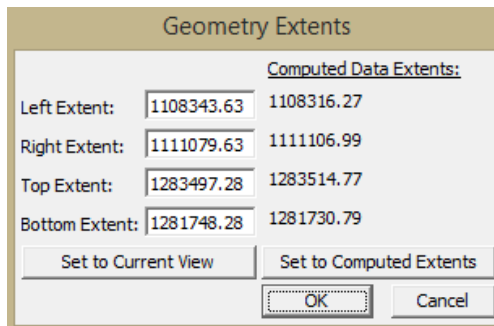 Geometry Extents
Computed Data Extents:
Left Extent: 1108343.63 1108316.27
Right Extent: 1111079.63 1111106.99
Top Extent: 1283497.28 1283514.77
Bottom Extent: 1281748.28 1281730.79
Set to Current View Set to Computed Extents
OK Cancel